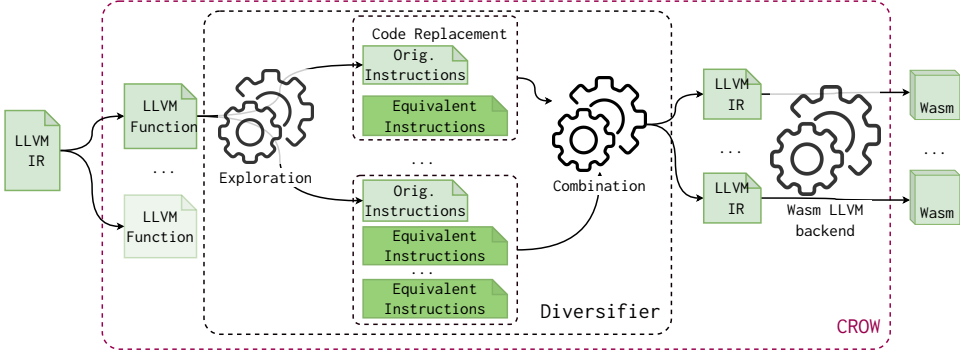 LLVM
IR
LLVM
Function
...
LLVM
Function
Exploration
Code Replacement
Orig.
Instructions
Equivalent
Instructions
...
Orig.
Instructions
Equivalent
Instructions
...
Equivalent
Instructions
Combination
Diversifier
LLVM
IR
...
LLVM
IR
Wasm LLVM
backend
Wasm
...
Wasm
CROW